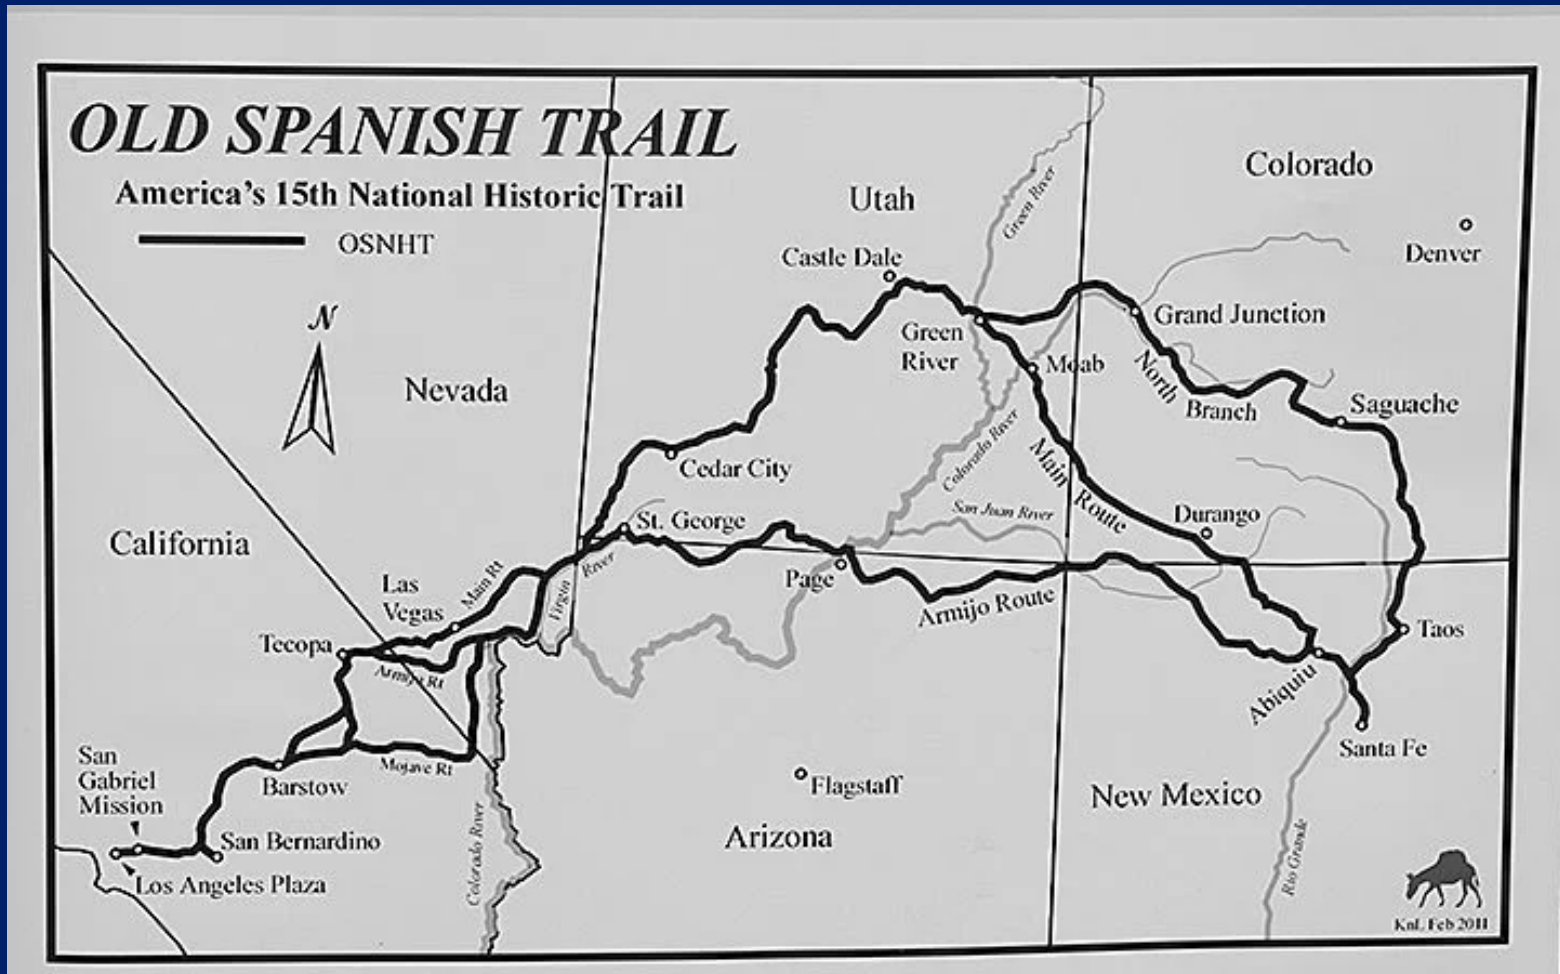 OLD SPANISH TRAIL
America's 15th National Historic Trail
OSNHT
N
Utah
Colorado
Denver
Green River
Castle Dale
Green
River
Grand Junction
Moab
North
Branch
Saguache
Nevada
Colorado River
Main Route
Cedar City
San Juan River
Durango
St. George
California
Las
Vegas
Main Rt
Virgin
River
Page
Armijo Route
Tecopa
Armijo Rt
Taos
Abiquiu
Santa Fe
San
Gabriel
Mission
Barstow
Mojave Rt
Flagstaff
New Mexico
Arizona
San Bernardino
Los Angeles Plaza
Colorado River
Rio Grande
KnL Feb 2011